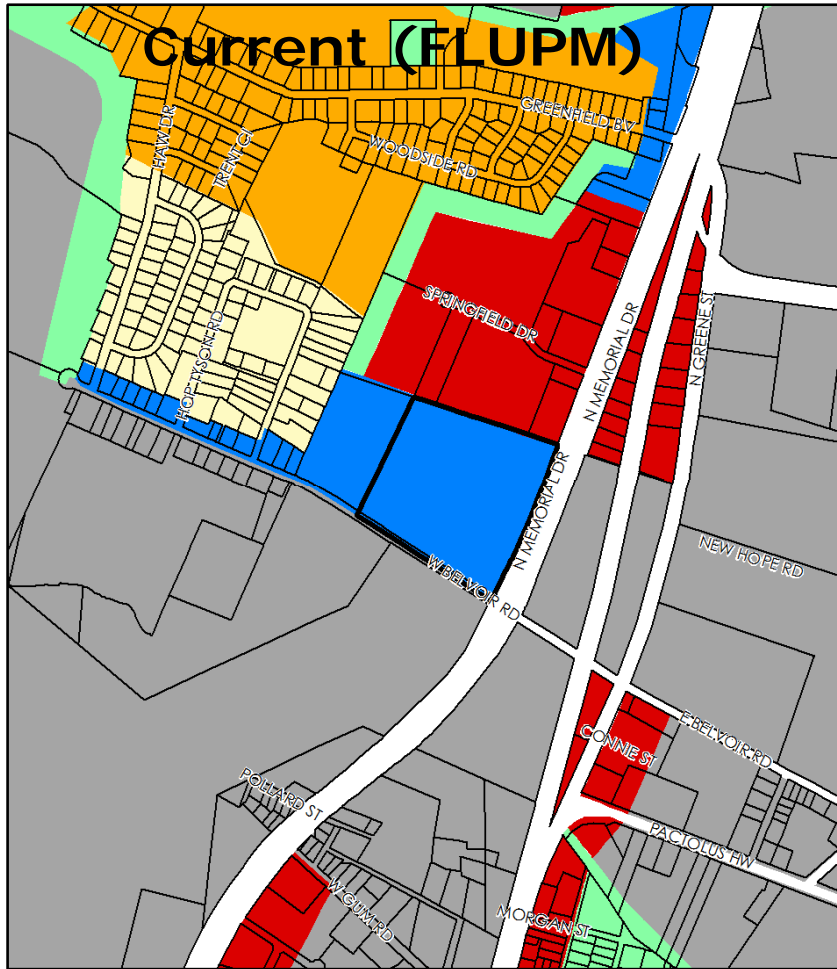 Current (FLUPM)
GREENFIELD BV
HAW DR
TRENT CI
WOODSIDE RD
SPRINGFIELD DR
N GREENE ST
N MEMORIAL DR
HOP TYSON RD
N MEMORIAL DR
NEW HOPE RD
W BELVOIR RD
E BELVOIR RD
CONNIE ST
POLLARD ST
PACTOLUS HW
W GUM RD
MORGAN ST